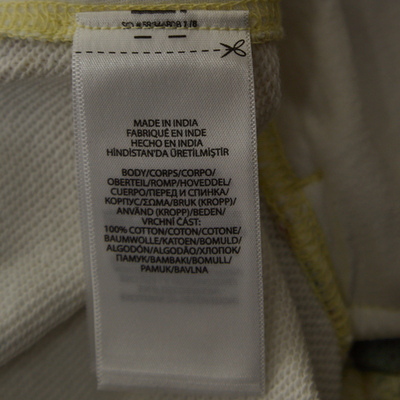 MADE IN INDIA
FABRIQUÉ EN INDE
HECHO EN INDIA
HİNDİSTAN'DA ÜRETİLMİŞTİR
BODY/CORPS/CORPO/
OBERTEIL/ROMP/HOVEDDEL/
CUERPO/ПЕРЕД И СПИНКА/
КОРПУС/ΣΩΜΑ/BRUK (KROPP)/
ANVÄND (KROPP)/BEDEN/
VRCHNÍ ČÁST:
100% COTTON/COTON/COTONE/
BAUMWOLLE/KATOEN/BOMULD/
ALGODÓN/ALGODÃO/ХЛОПОК/
ПАМУК/ΒΑΜΒΑΚΙ/BOMULL/
PAMUK/BAVLNA